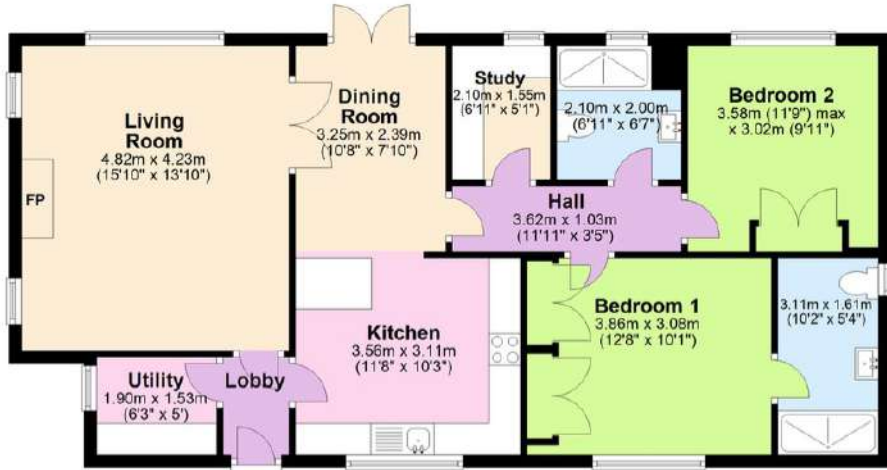 Living
Room
4.82m x 4.23m
(15'10" x 13'10")
FP
Dining
Room
3.25m x 2.39m
(10'8" x 7'10")
Study
2.10m x 1.55m
(6'11" x 5'1")
2.10m x 2.00m
(6'11" x 6'7")
Bedroom 2
3.58m (11'9") max
x 3.02m (9'11")
Hall
3.62m x 1.03m
(11'11" x 3'5")
Kitchen
3.56m x 3.11m
(11'8" x 10'3")
Bedroom 1
3.86m x 3.08m
(12'8" x 10'1")
3.11m x 1.61m
(10'2" x 5'4")
Utility
1.90m x 1.53m
(6'3" x 5')
Lobby